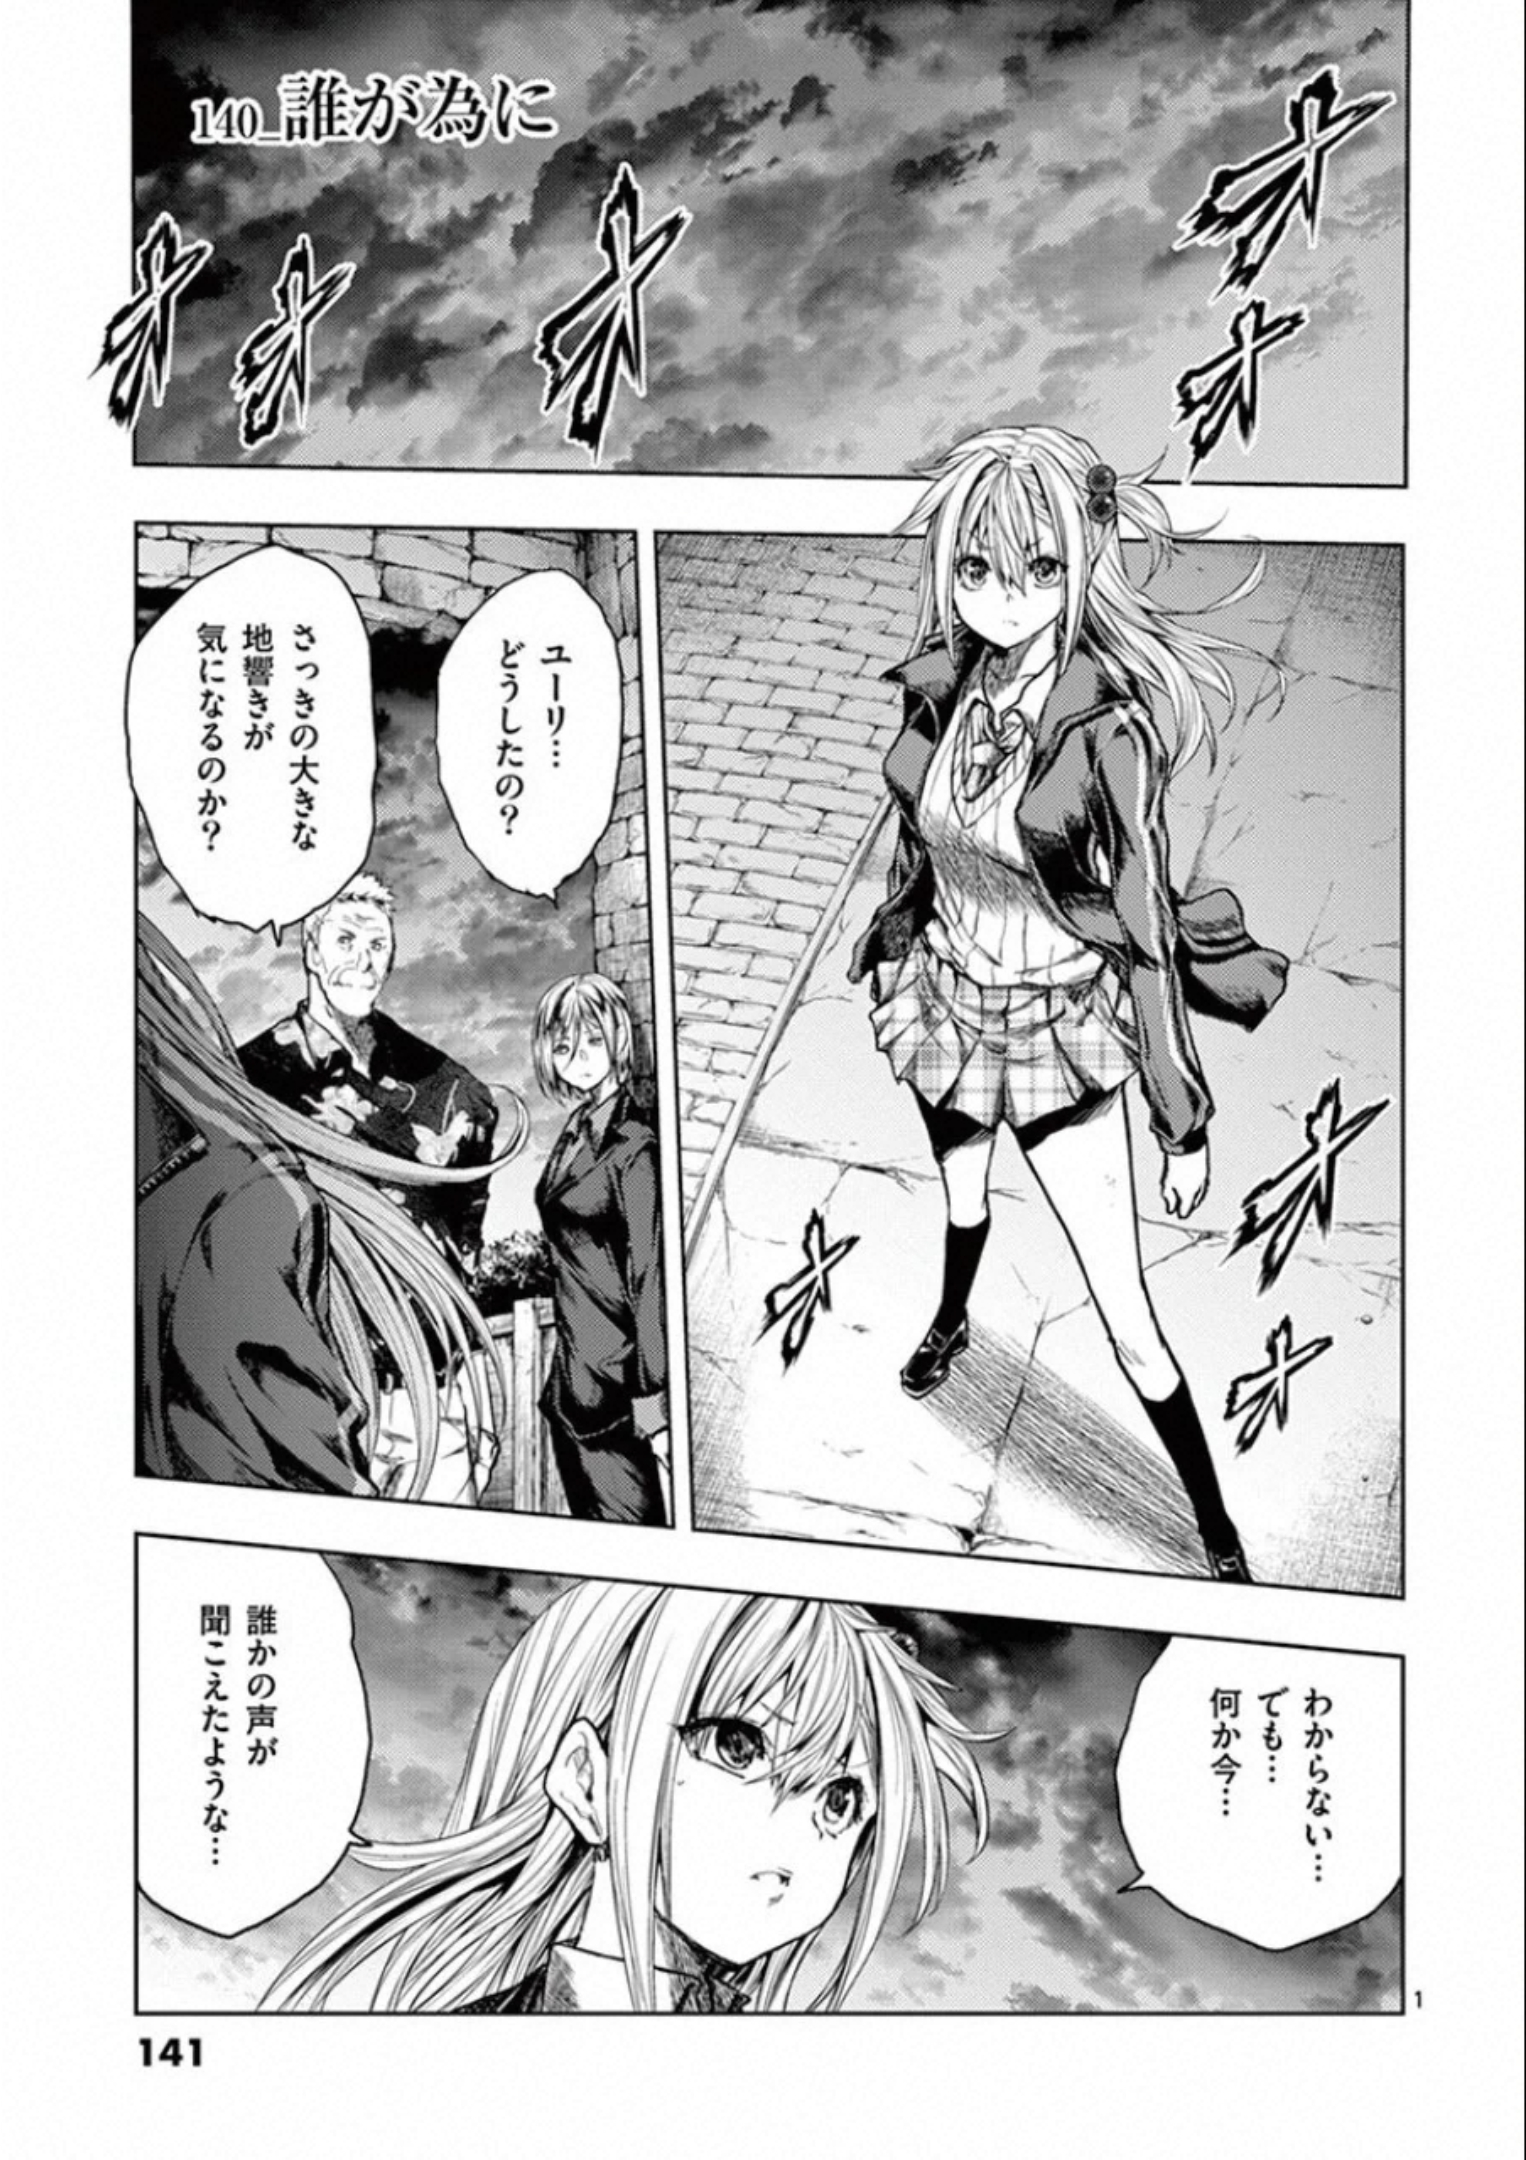 140_誰が為に
オ
オ
オ
オ
オ
オ
オ
オ
ユーリ…
どうしたの？
さっきの大きな
地響きが
気になるのか？
わからない…
でも…
何か今…
誰かの声が
聞こえたような…
1
141